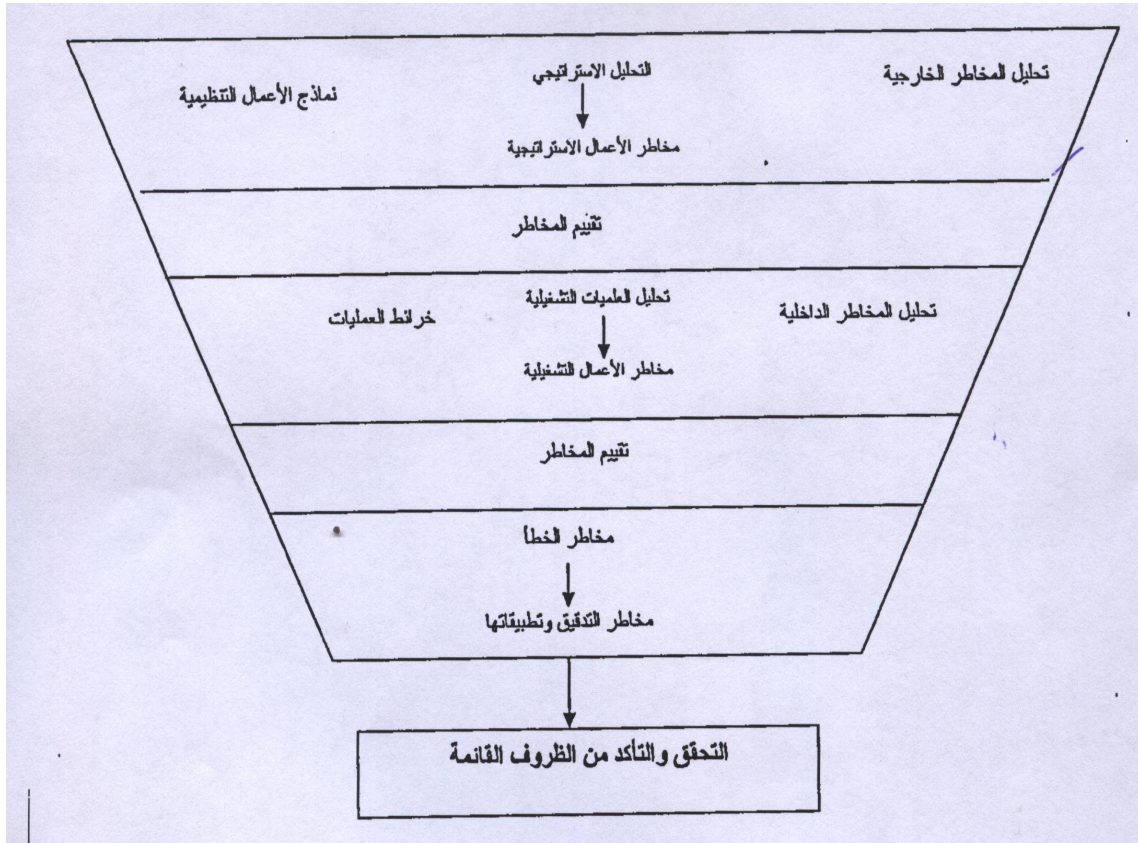 تحليل المخاطر الخارجية
التحليل الاستراتيجي
نماذج الأعمال التنظيمية
مخاطر الأعمال الاستراتيجية
تقييم المخاطر
تحليل المخاطر الداخلية
تحليل العلميات التشغيلية
خرائط العمليات
مخاطر الأعمال التشغيلية
تقييم المخاطر
مخاطر الخطأ
مخاطر التدقيق وتطبيقاتها
التحقق والتأكد من الظروف القائمة